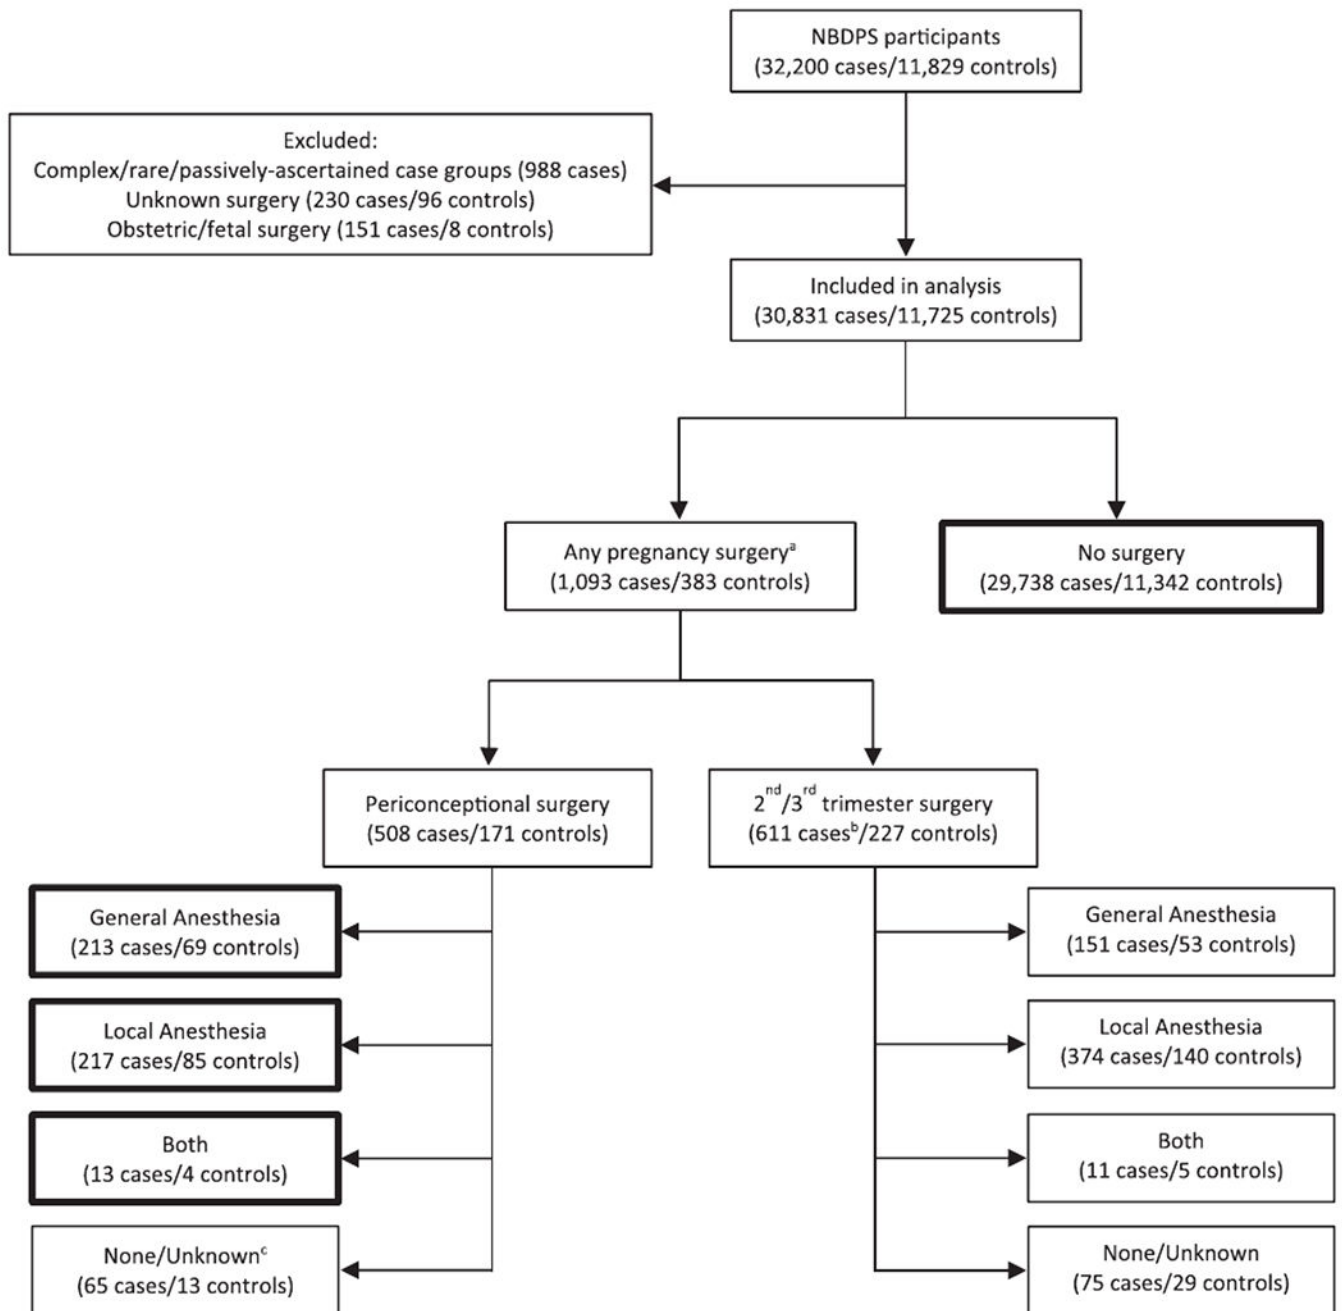 NBDPS participants
(32,200 cases/11,829 controls)
Excluded:
Complex/rare/passively-ascertained case groups (988 cases)
Unknown surgery (230 cases/96 controls)
Obstetric/fetal surgery (151 cases/8 controls)
Included in analysis
(30,831 cases/11,725 controls)
Any pregnancy surgeryᵃ
(1,093 cases/383 controls)
No surgery
(29,738 cases/11,342 controls)
Periconceptional surgery
(508 cases/171 controls)
2ⁿᵈ/3ʳᵈ trimester surgery
(611 casesᵇ/227 controls)
General Anesthesia
(213 cases/69 controls)
Local Anesthesia
(217 cases/85 controls)
Both
(13 cases/4 controls)
None/Unknownᶜ
(65 cases/13 controls)
General Anesthesia
(151 cases/53 controls)
Local Anesthesia
(374 cases/140 controls)
Both
(11 cases/5 controls)
None/Unknown
(75 cases/29 controls)